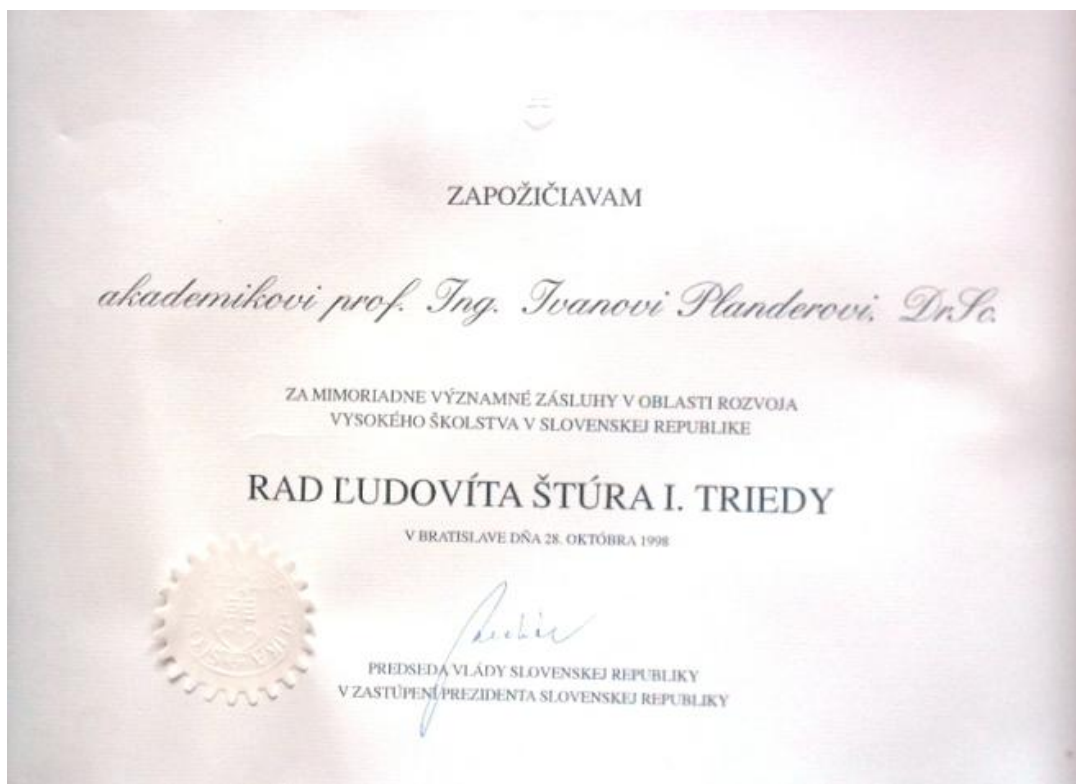 ZAPOŽIČIAVAM
akademikovi prof. Ing. Ivanovi Planderovi, DrSc.
ZA MIMORIADNE VÝZNAMNÉ ZÁSLUHY V OBLASTI ROZVOJA
VYSOKÉHO ŠKOLSTVA V SLOVENSKEJ REPUBLIKE
RAD ĽUDOVÍTA ŠTÚRA I. TRIEDY
V BRATISLAVE DŇA 28. OKTÓBRA 1998
PREDSEDA VLÁDY SLOVENSKEJ REPUBLIKY
V ZASTÚPENÍ PREZIDENTA SLOVENSKEJ REPUBLIKY